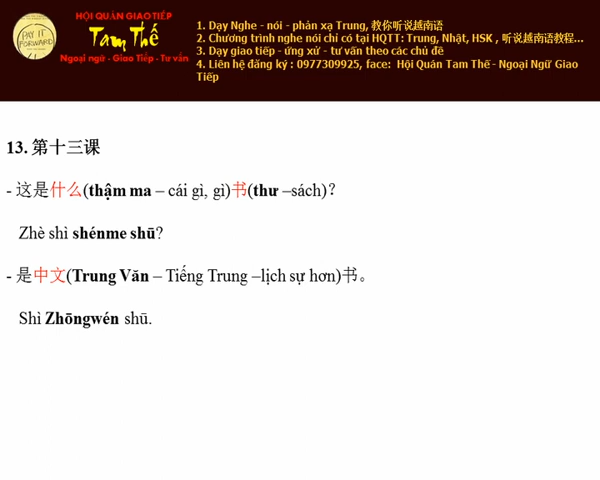 PAY IT
FORWARD
HỘI QUÁN GIAO TIẾP
Tam Thế
Ngoại ngữ - Giao Tiếp - Tư vấn
1. Dạy Nghe - nói - phản xạ Trung, 教你听说越南语
2. Chương trình nghe nói chỉ có tại HQTT: Trung, Nhật, HSK , 听说越南语教程...
3. Dạy giao tiếp - ứng xử - tư vấn theo các chủ đề
4. Liên hệ đăng ký : 0977309925, face: Hội Quán Tam Thế - Ngoại Ngữ Giao
Tiếp
13. 第十三课
- 这是什么(thậm ma – cái gì, gì)书(thư –sách)?
Zhè shì shénme shū?
- 是中文(Trung Văn – Tiếng Trung –lịch sự hơn)书。
Shì Zhōngwén shū.